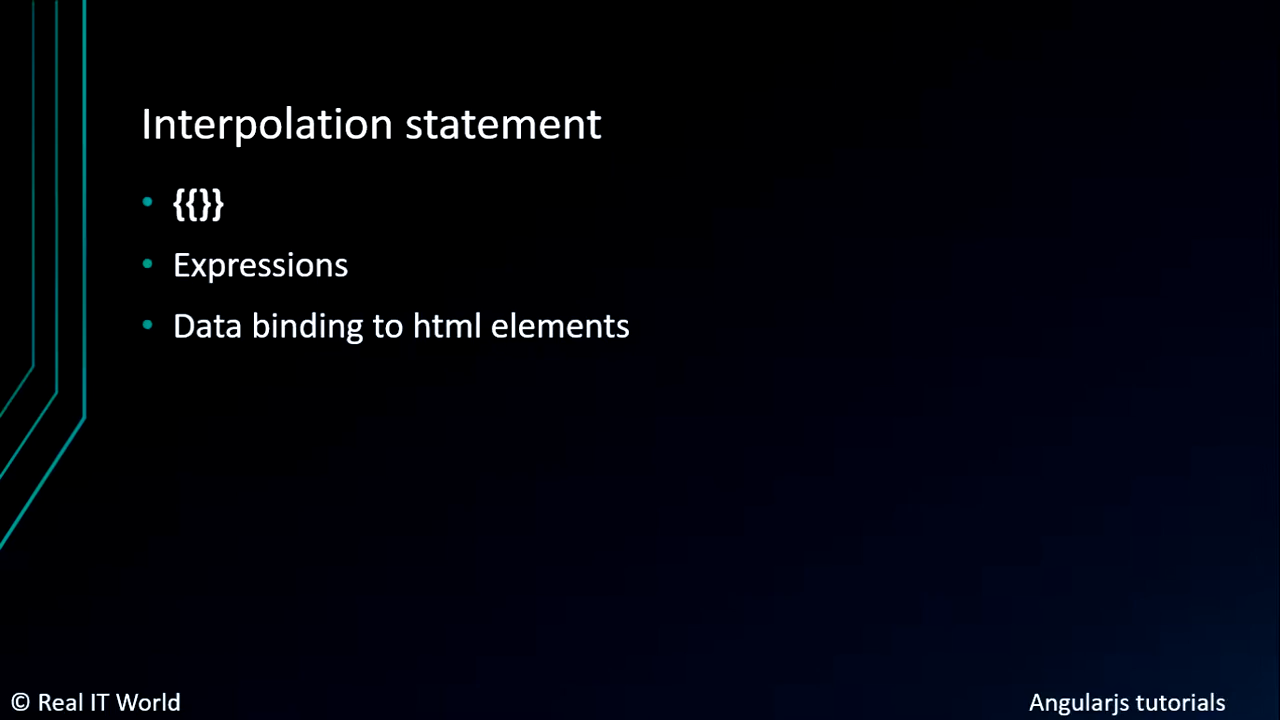 Interpolation statement
• {{}}
• Expressions
• Data binding to html elements
© Real IT World
Angularjs tutorials